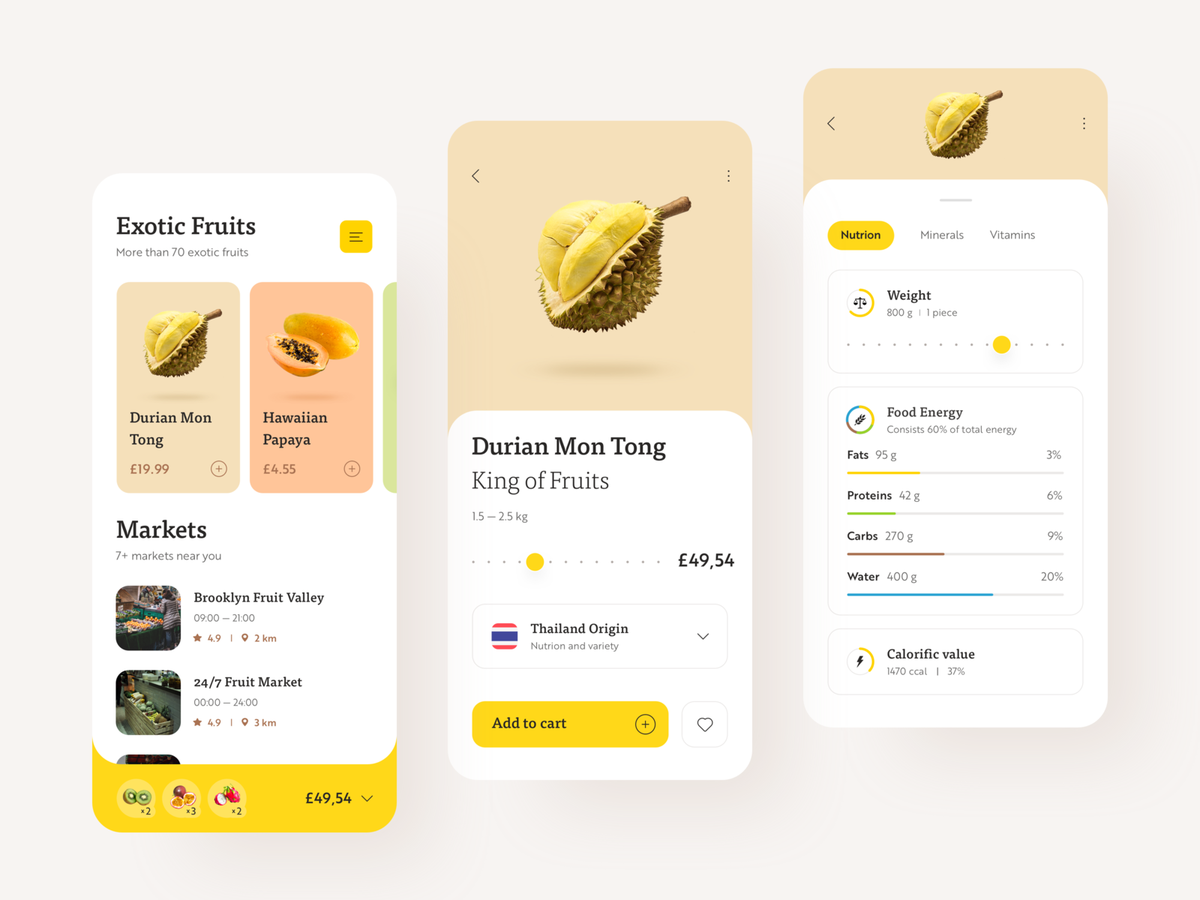 Exotic Fruits
More than 70 exotic fruits
Durian Mon
Tong
£19.99
Hawaiian
Papaya
£4.55
Markets
7+ markets near you
Brooklyn Fruit Valley
09:00 — 21:00
4.9 | 2 km
24/7 Fruit Market
00:00 — 24:00
4.9 | 3 km
x2
x3
x2
£49,54
Durian Mon Tong
King of Fruits
1.5 — 2.5 kg
£49,54
Thailand Origin
Nutrion and variety
Add to cart
Nutrion
Minerals
Vitamins
Weight
800 g | 1 piece
Food Energy
Consists 60% of total energy
Fats 95 g 3%
Proteins 42 g 6%
Carbs 270 g 9%
Water 400 g 20%
Calorific value
1470 ccal | 37%